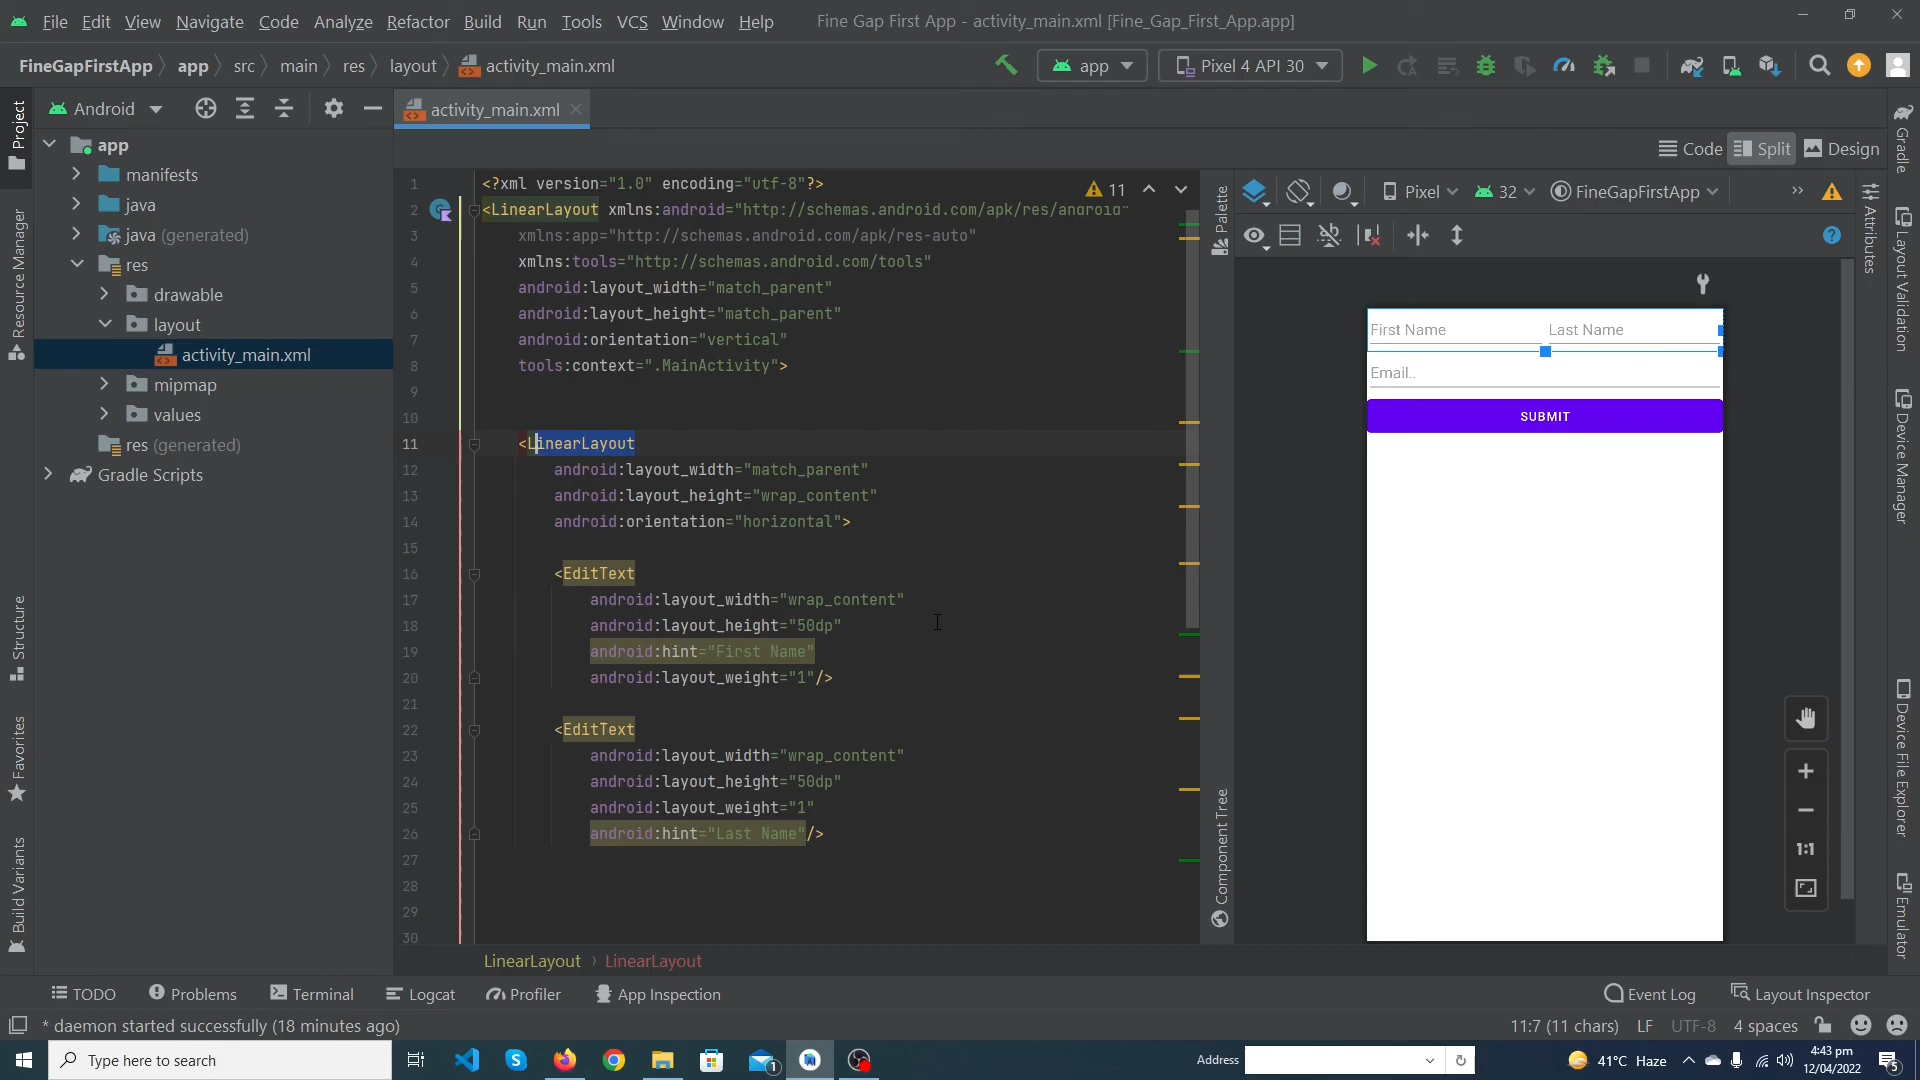 File Edit View Navigate Code Analyze Refactor Build Run Tools VCS Window Help Fine Gap First App - activity_main.xml [Fine_Gap_First_App.app]
FineGapFirstApp app src main res layout activity_main.xml app Pixel 4 API 30
Project
Android
activity_main.xml
Gradle
app
Code Split Design
manifests
java
java (generated)
res
drawable
layout
activity_main.xml
mipmap
values
res (generated)
Gradle Scripts
Resource Manager
Structure
Favorites
Build Variants
11
1 <?xml version="1.0" encoding="utf-8"?>
2 <LinearLayout xmlns:android="http://schemas.android.com/apk/res/android"
3 xmlns:app="http://schemas.android.com/apk/res-auto"
4 xmlns:tools="http://schemas.android.com/tools"
5 android:layout_width="match_parent"
6 android:layout_height="match_parent"
7 android:orientation="vertical"
8 tools:context=".MainActivity">
9
10
11 <LinearLayout
12 android:layout_width="match_parent"
13 android:layout_height="wrap_content"
14 android:orientation="horizontal">
15
16 <EditText
17 android:layout_width="wrap_content"
18 android:layout_height="50dp"
19 android:hint="First Name"
20 android:layout_weight="1"/>
21
22 <EditText
23 android:layout_width="wrap_content"
24 android:layout_height="50dp"
25 android:layout_weight="1"
26 android:hint="Last Name"/>
27
28
29
30
LinearLayout LinearLayout
Palette
Component Tree
Pixel 32 FineGapFirstApp
First Name Last Name
Email..
SUBMIT
1:1
Attributes
Layout Validation
Device Manager
Device File Explorer
Emulator
TODO Problems Terminal Logcat Profiler App Inspection Event Log Layout Inspector
* daemon started successfully (18 minutes ago) 11:7 (11 chars) LF UTF-8 4 spaces
Type here to search
1
Address
41°C Haze
4:43 pm
12/04/2022
5